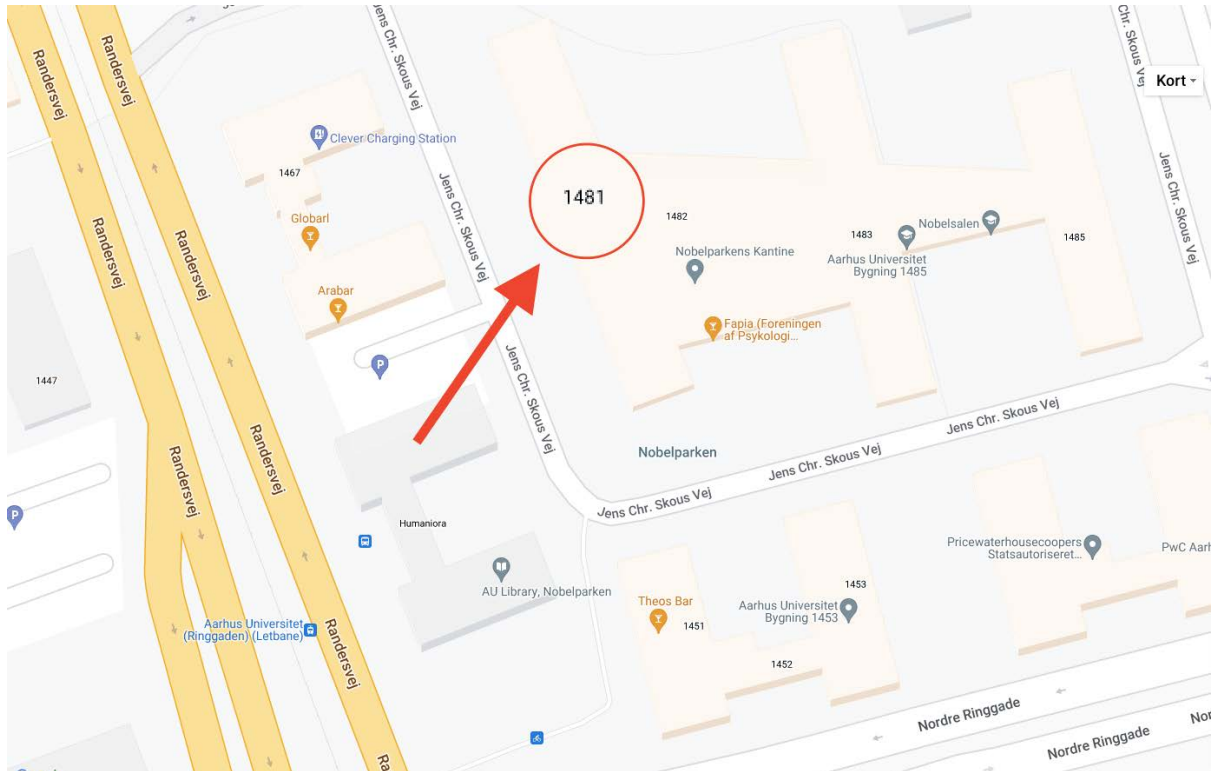 Randersvej
Randersvej
Jens Chr. Skous Vej
Jens Chr. Skous Vej
Kort
Clever Charging Station
1467
Jens Chr. Skous Vej
Jens Chr. Skous Vej
1481
Globarl
1482
1483
Nobelsalen
1485
Randersvej
Randersvej
Nobelparkens Kantine
Aarhus Universitet
Bygning 1485
Arabar
Fapia (Foreningen
af Psykologi...
P
1447
Jens Chr. Skous Vej
Jens Chr. Skous Vej
Nobelparken
Jens Chr. Skous Vej
Randersvej
Randersvej
Jens Chr. Skous Vej
P
Humaniora
Pricewaterhousecoopers
Statsautoriseret...
PwC Aarh
AU Library, Nobelparken
1453
Theos Bar
Aarhus Universitet
Bygning 1453
1451
Aarhus Universitet
(Ringgaden) (Letbane)
Randersvej
1452
Nordre Ringgade
Nor
Nordre Ringgade
Ra